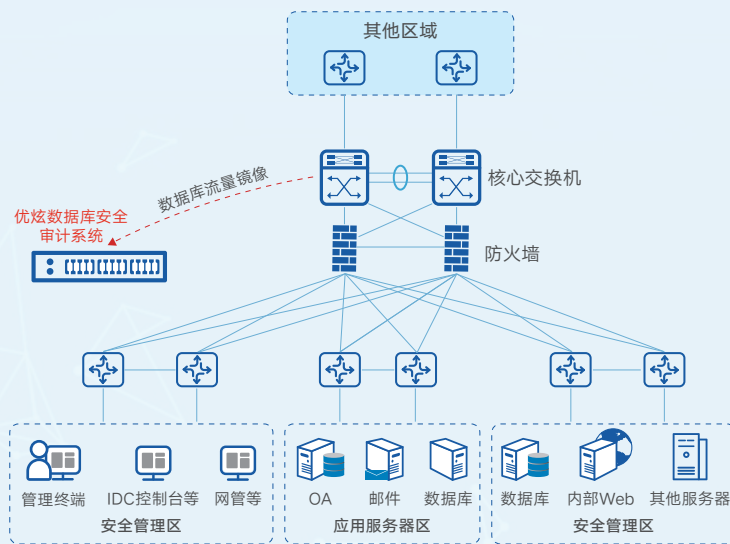 其他区域
核心交换机
数据库流量镜像
优炫数据库安全
审计系统
防火墙
管理终端
IDC控制台等
网管等
安全管理区
OA
邮件
数据库
应用服务器区
数据库
内部Web
其他服务器
安全管理区